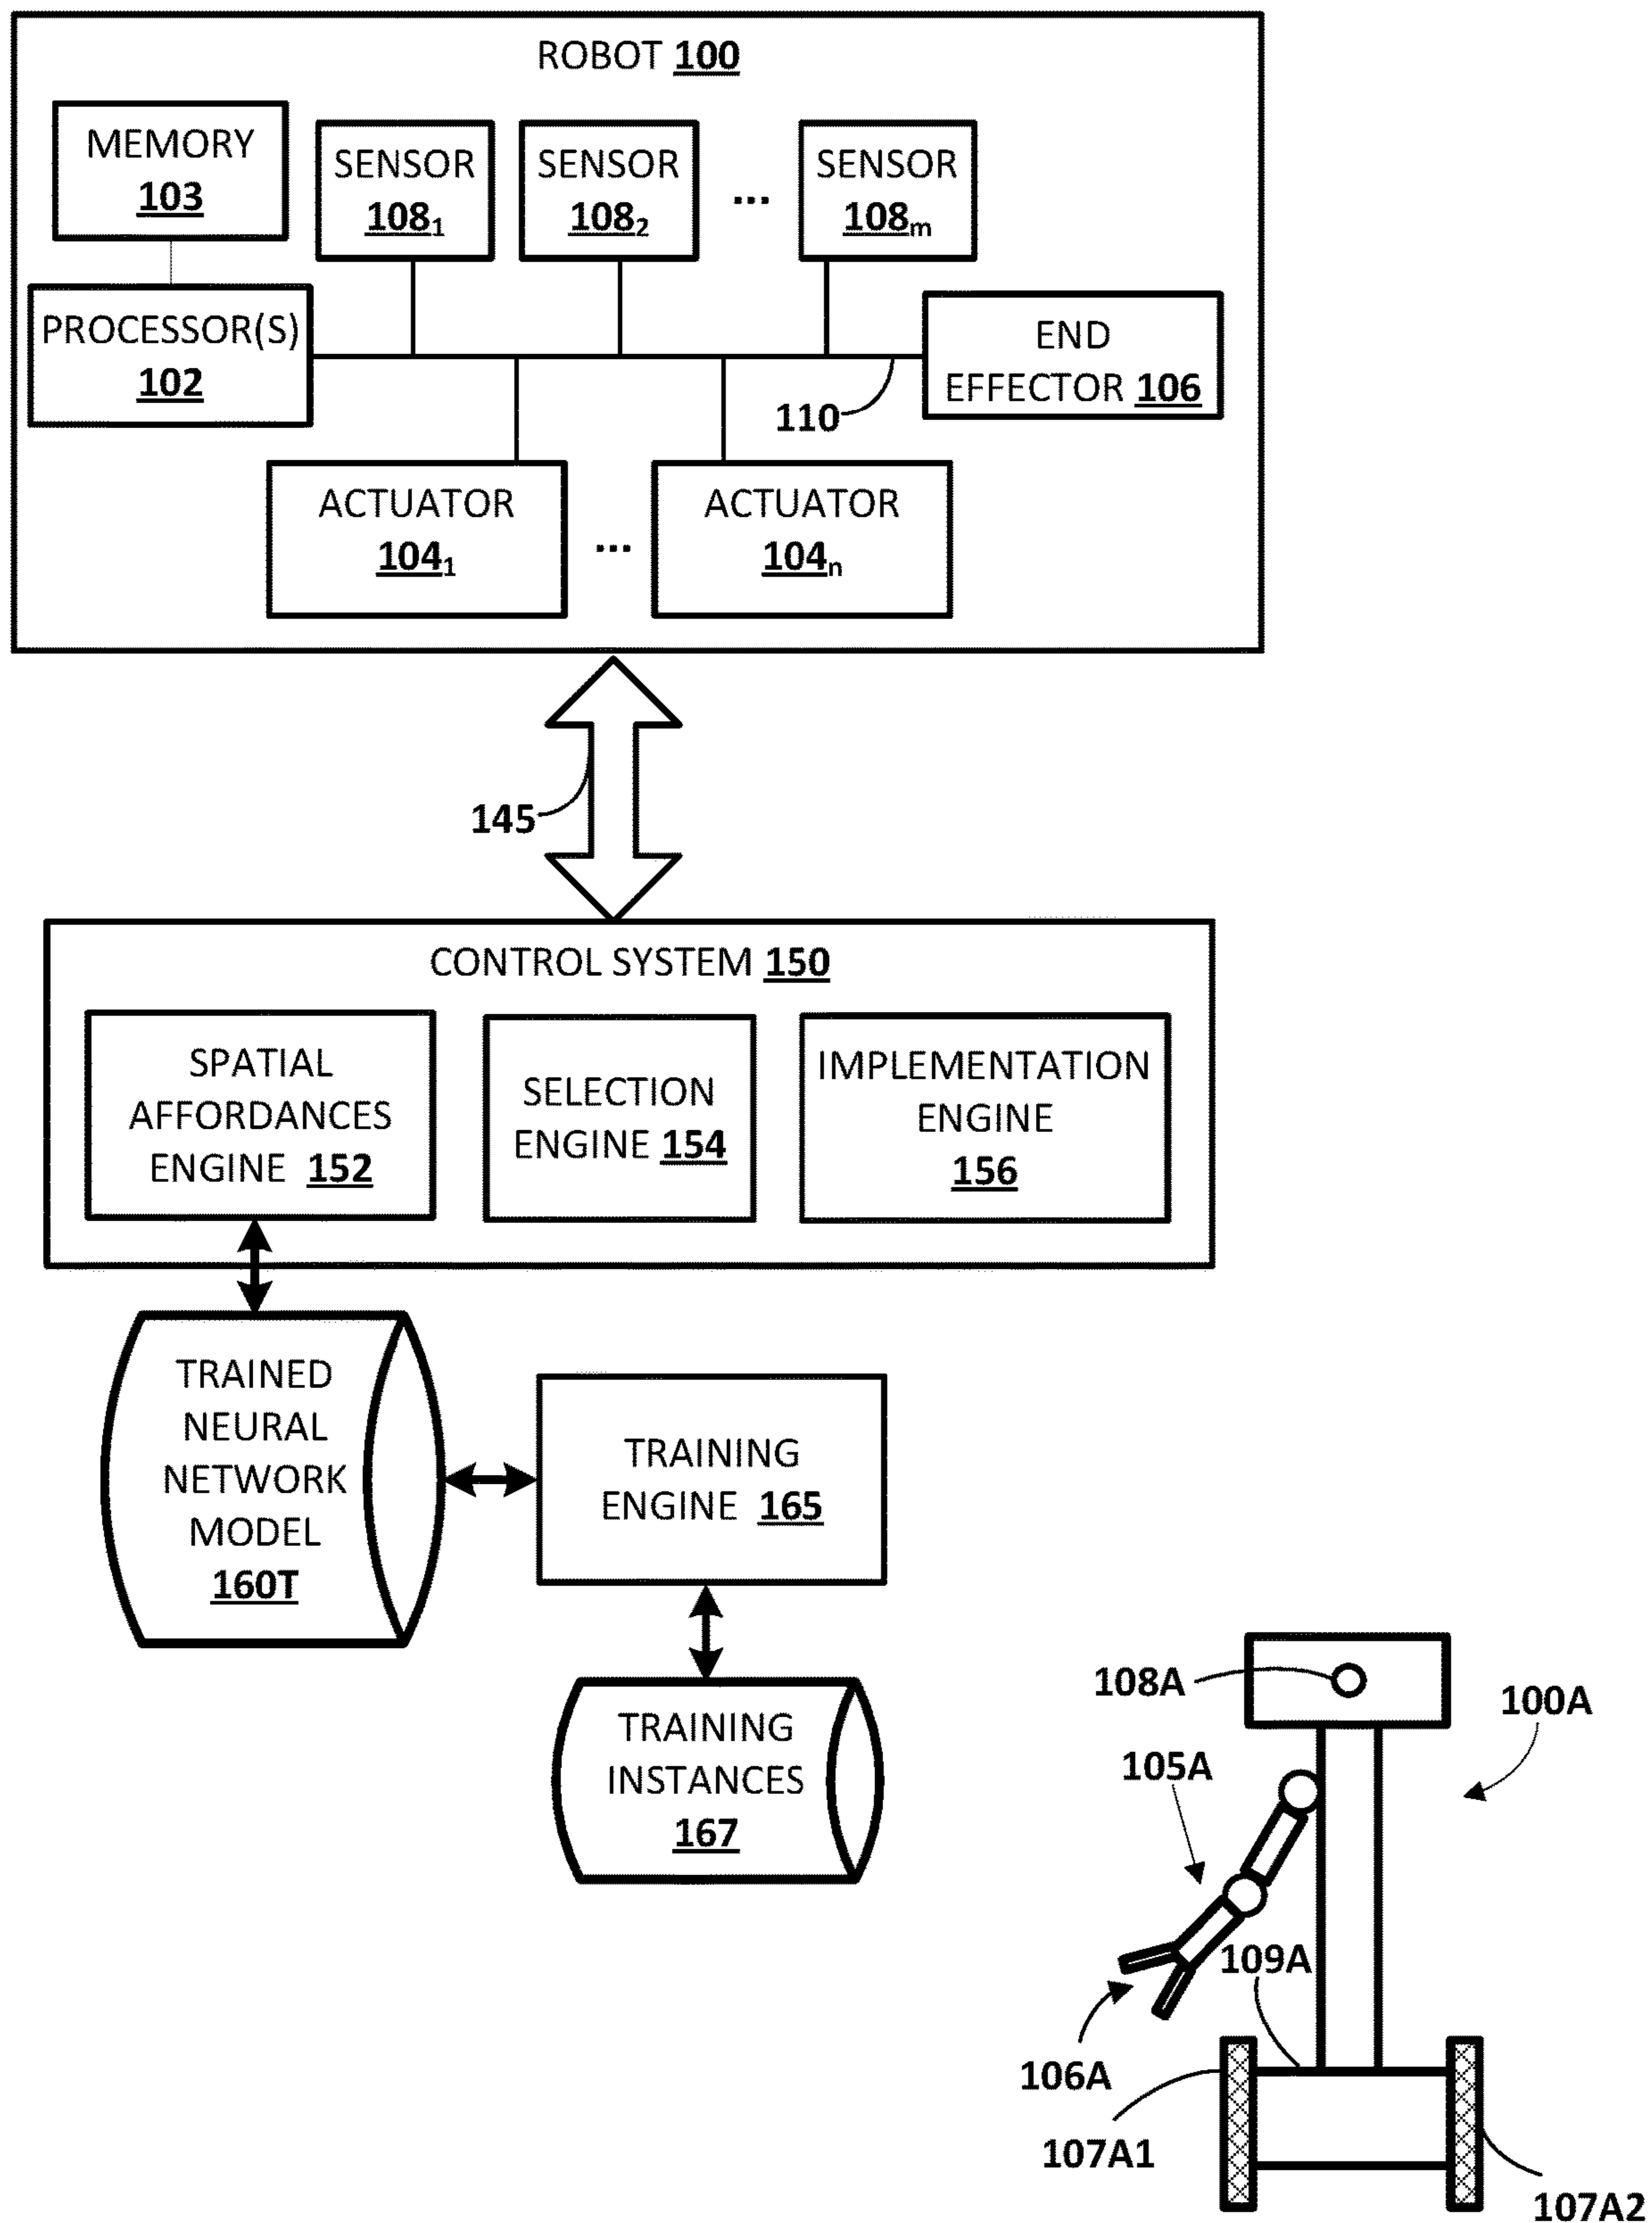 ROBOT 100
MEMORY
103
SENSOR
108₁
SENSOR
108₂
...
SENSOR
108ₘ
PROCESSOR(S)
102
END
EFFECTOR 106
110
ACTUATOR
104₁
...
ACTUATOR
104ₙ
145
CONTROL SYSTEM 150
SPATIAL
AFFORDANCES
ENGINE 152
SELECTION
ENGINE 154
IMPLEMENTATION
ENGINE
156
TRAINED
NEURAL
NETWORK
MODEL
160T
TRAINING
ENGINE 165
TRAINING
INSTANCES
167
108A
100A
105A
109A
106A
107A1
107A2